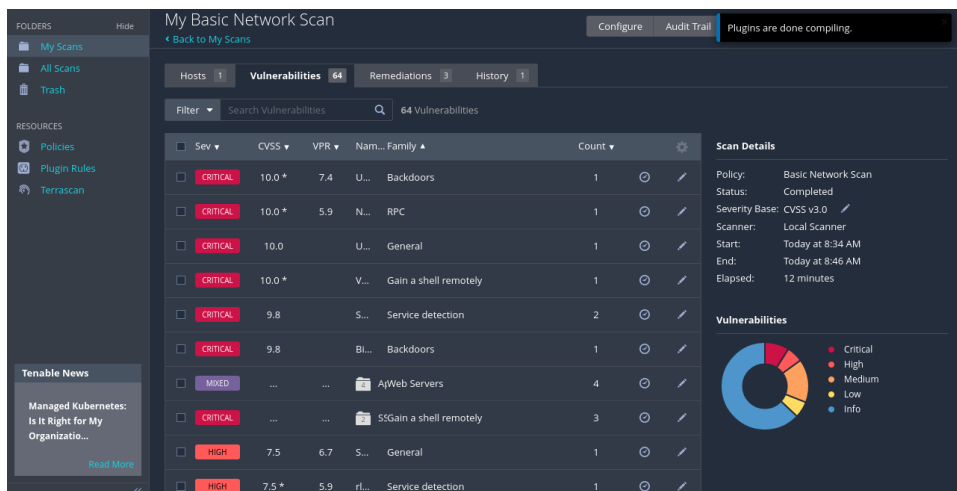 FOLDERS Hide
My Scans
All Scans
Trash
RESOURCES
Policies
Plugin Rules
Terrascan
Tenable News
Managed Kubernetes:
Is It Right for My
Organizatio...
Read More
My Basic Network Scan
Back to My Scans
Configure Audit Trail
Plugins are done compiling.
Hosts 1 Vulnerabilities 64 Remediations 3 History 1
Filter Search Vulnerabilities 64 Vulnerabilities
Sev CVSS VPR Nam... Family Count
CRITICAL 10.0 * 7.4 U... Backdoors 1
CRITICAL 10.0 * 5.9 N... RPC 1
CRITICAL 10.0 U... General 1
CRITICAL 10.0 * V... Gain a shell remotely 1
CRITICAL 9.8 S... Service detection 2
CRITICAL 9.8 Bi... Backdoors 1
MIXED ... ... 4 Web Servers 4
CRITICAL ... ... 2 Gain a shell remotely 3
HIGH 7.5 6.7 S... General 1
HIGH 7.5 * 5.9 rl... Service detection 1
Scan Details
Policy: Basic Network Scan
Status: Completed
Severity Base: CVSS v3.0
Scanner: Local Scanner
Start: Today at 8:34 AM
End: Today at 8:46 AM
Elapsed: 12 minutes
Vulnerabilities
Critical
High
Medium
Low
Info